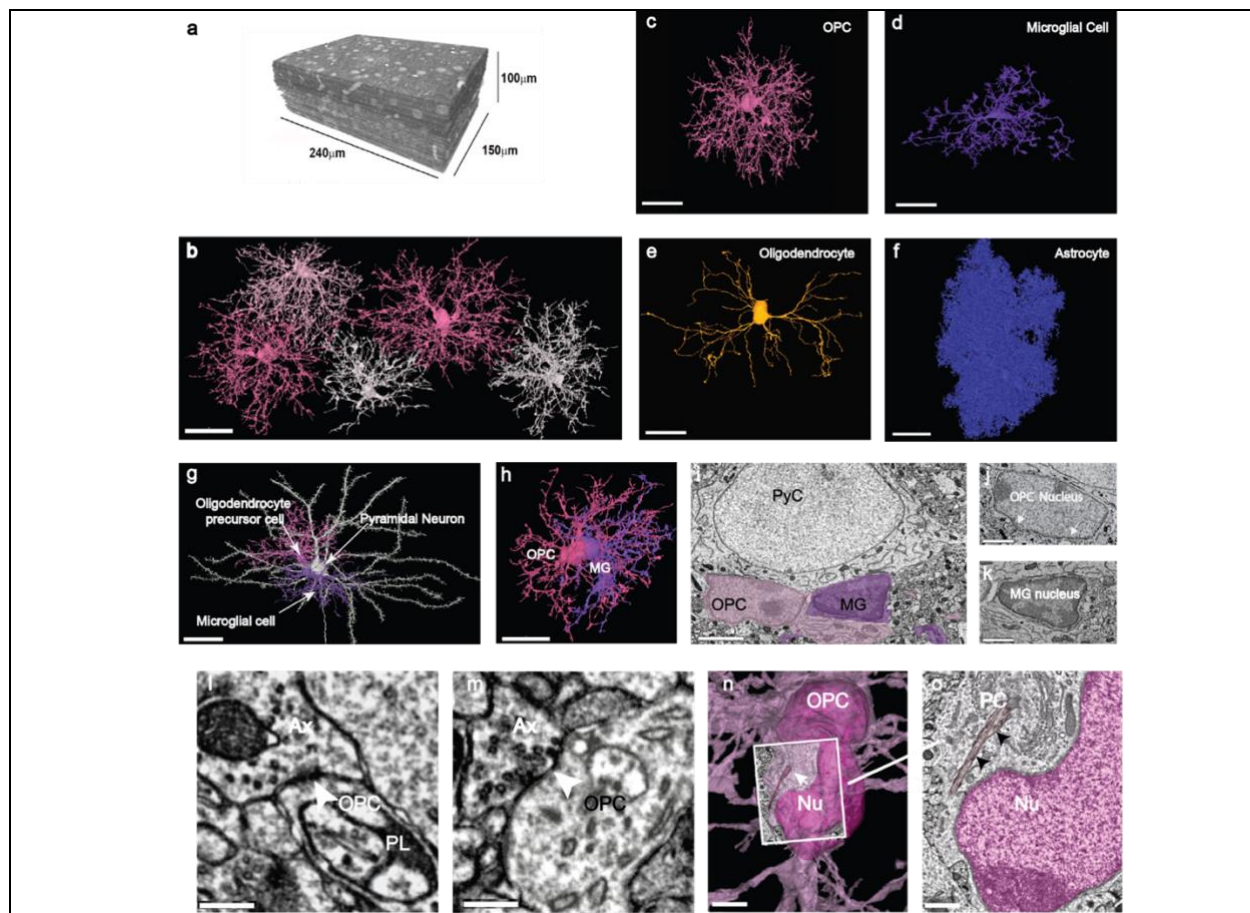 a
100μm
240μm
150μm
c
OPC
d
Microglial Cell
b
e
Oligodendrocyte
f
Astrocyte
g
Oligodendrocyte
precursor cell
Pyramidal Neuron
Microglial cell
h
OPC
MG
i
PyC
OPC
MG
j
OPC Nucleus
k
MG nucleus
l
Ax
OPC
PL
m
Ax
OPC
n
OPC
Nu
o
PC
Nu